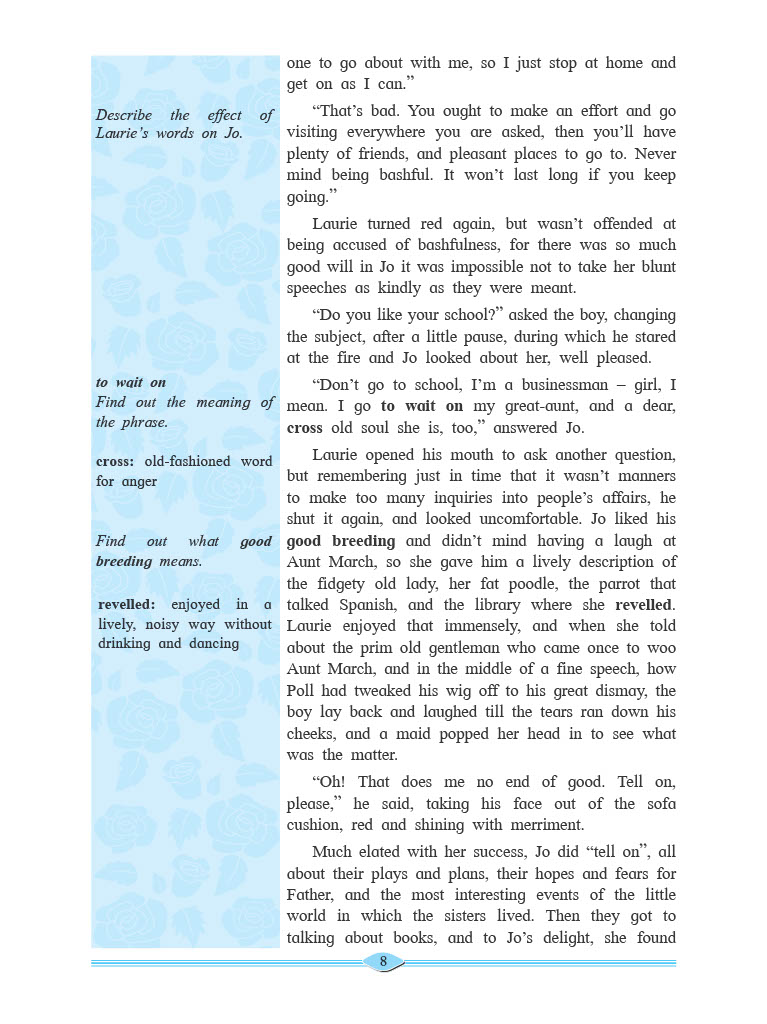 one to go about with me, so I just stop at home and
get on as I can.”
“That’s bad. You ought to make an effort and go
visiting everywhere you are asked, then you’ll have
plenty of friends, and pleasant places to go to. Never
mind being bashful. It won’t last long if you keep
going.”
Laurie turned red again, but wasn’t offended at
being accused of bashfulness, for there was so much
good will in Jo it was impossible not to take her blunt
speeches as kindly as they were meant.
“Do you like your school?” asked the boy, changing
the subject, after a little pause, during which he stared
at the fire and Jo looked about her, well pleased.
“Don’t go to school, I’m a businessman – girl, I
mean. I go to wait on my great-aunt, and a dear,
cross old soul she is, too,” answered Jo.
Laurie opened his mouth to ask another question,
but remembering just in time that it wasn’t manners
to make too many inquiries into people’s affairs, he
shut it again, and looked uncomfortable. Jo liked his
good breeding and didn’t mind having a laugh at
Aunt March, so she gave him a lively description of
the fidgety old lady, her fat poodle, the parrot that
talked Spanish, and the library where she revelled.
Laurie enjoyed that immensely, and when she told
about the prim old gentleman who came once to woo
Aunt March, and in the middle of a fine speech, how
Poll had tweaked his wig off to his great dismay, the
boy lay back and laughed till the tears ran down his
cheeks, and a maid popped her head in to see what
was the matter.
“Oh! That does me no end of good. Tell on,
please,” he said, taking his face out of the sofa
cushion, red and shining with merriment.
Much elated with her success, Jo did “tell on”, all
about their plays and plans, their hopes and fears for
Father, and the most interesting events of the little
world in which the sisters lived. Then they got to
talking about books, and to Jo’s delight, she found
Describe the effect of
Laurie’s words on Jo.
to wait on
Find out the meaning of
the phrase.
cross: old-fashioned word
for anger
Find out what good
breeding means.
revelled: enjoyed in a
lively, noisy way without
drinking and dancing
8